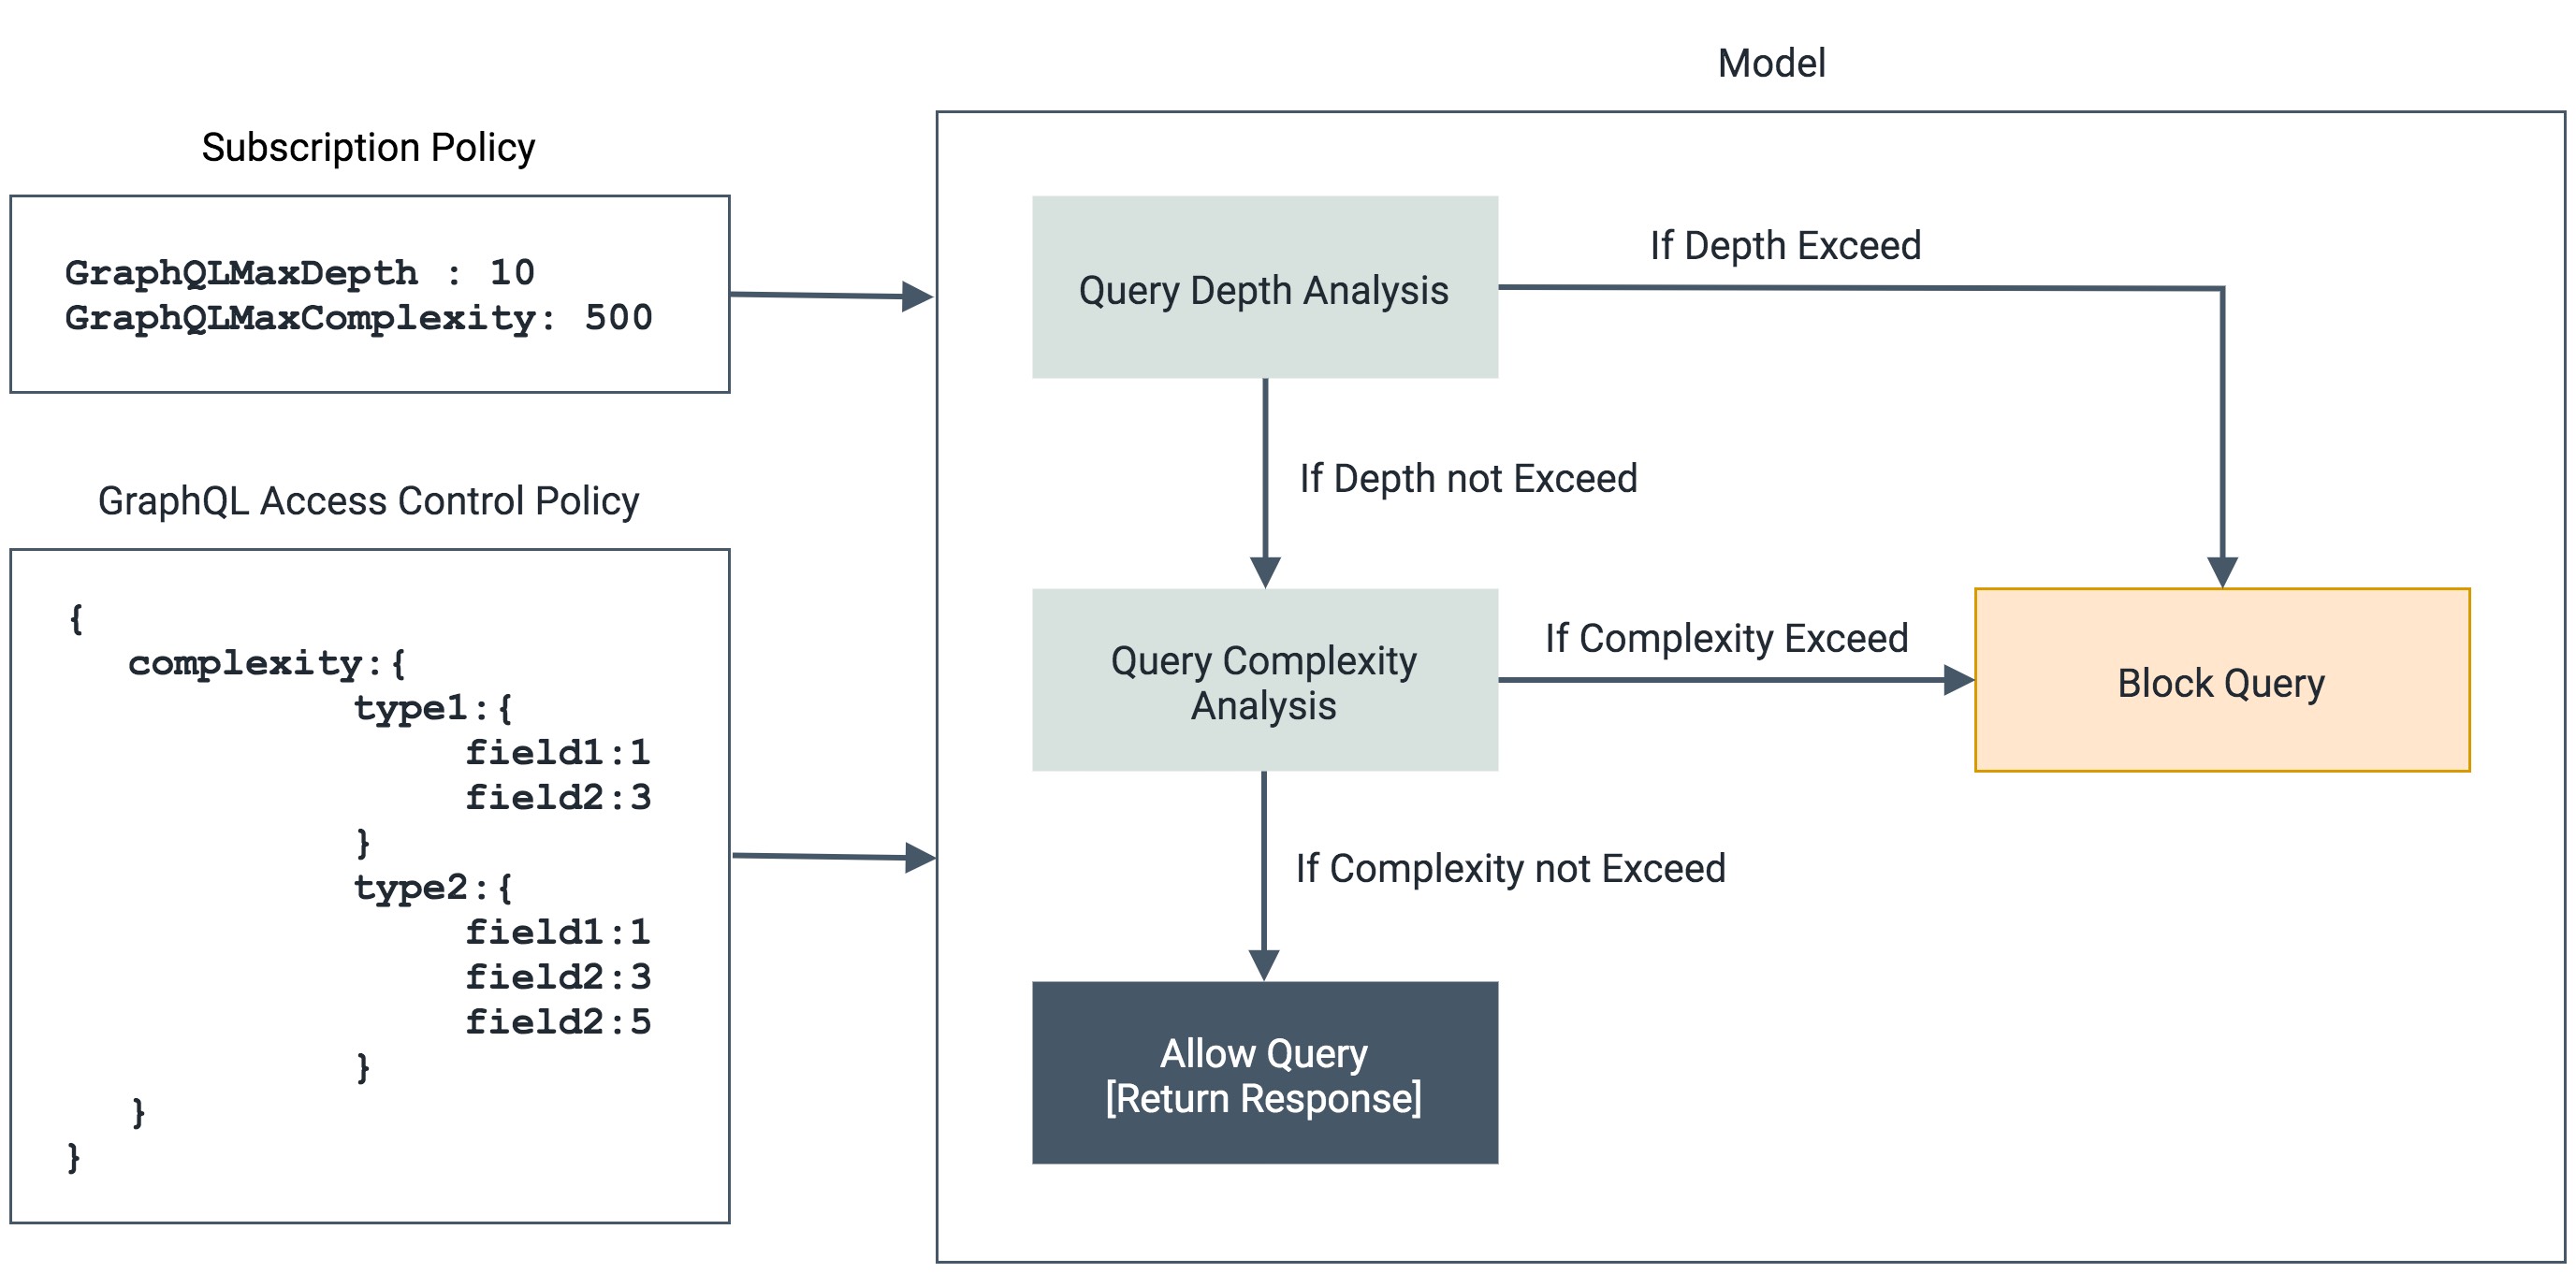 Model
Subscription Policy
GraphQLMaxDepth : 10
GraphQLMaxComplexity: 500
GraphQL Access Control Policy
{
complexity:{
type1:{
field1:1
field2:3
}
type2:{
field1:1
field2:3
field2:5
}
}
}
Query Depth Analysis
If Depth Exceed
If Depth not Exceed
Query Complexity
Analysis
If Complexity Exceed
Block Query
If Complexity not Exceed
Allow Query
[Return Response]